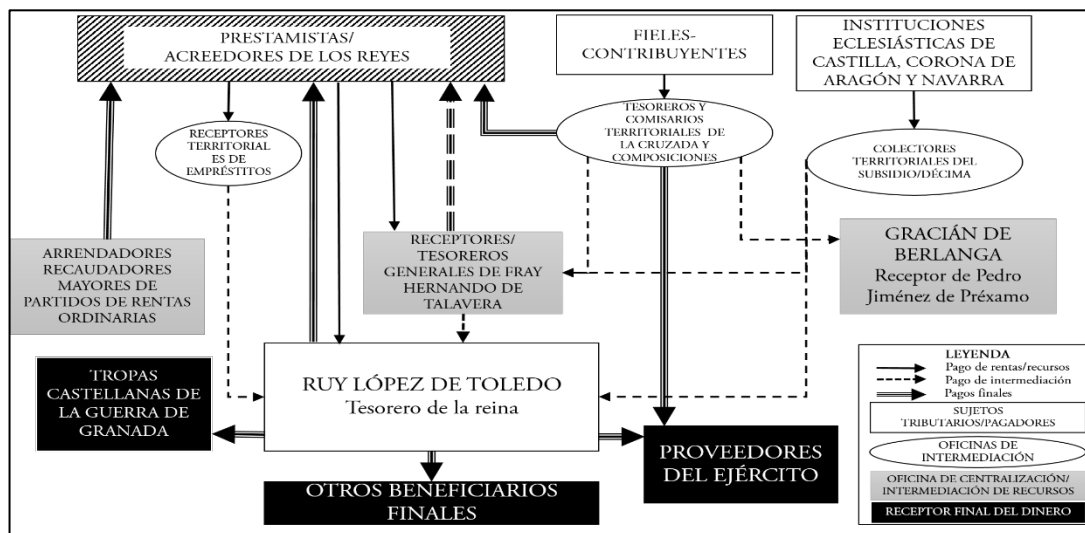 PRESTAMISTAS/
ACREEDORES DE LOS REYES
FIELES-
CONTRIBUYENTES
INSTITUCIONES
ECLESIÁSTICAS DE
CASTILLA, CORONA DE
ARAGÓN Y NAVARRA
RECEPTORES
TERRITORIAL
ES DE
EMPRÉSTITOS
TESOREROS Y
COMISARIOS
TERRITORIALES DE
LA CRUZADA Y
COMPOSICIONES
COLECTORES
TERRITORIALES DEL
SUBSIDIO/DÉCIMA
ARRENDADORES
RECAUDADORES
MAYORES DE
PARTIDOS DE RENTAS
ORDINARIAS
RECEPTORES/
TESOREROS
GENERALES DE FRAY
HERNANDO DE
TALAVERA
GRACIÁN DE
BERLANGA
Receptor de Pedro
Jiménez de Préxamo
TROPAS
CASTELLANAS DE
LA GUERRA DE
GRANADA
RUY LÓPEZ DE TOLEDO
Tesorero de la reina
PROVEEDORES
DEL EJÉRCITO
OTROS BENEFICIARIOS
FINALES
LEYENDA
Pago de rentas/recursos
Pago de intermediación
Pagos finales
SUJETOS
TRIBUTARIOS/PAGADORES
OFICINAS DE
INTERMEDIACIÓN
OFICINA DE CENTRALIZACIÓN/
INTERMEDIACIÓN DE RECURSOS
RECEPTOR FINAL DEL DINERO